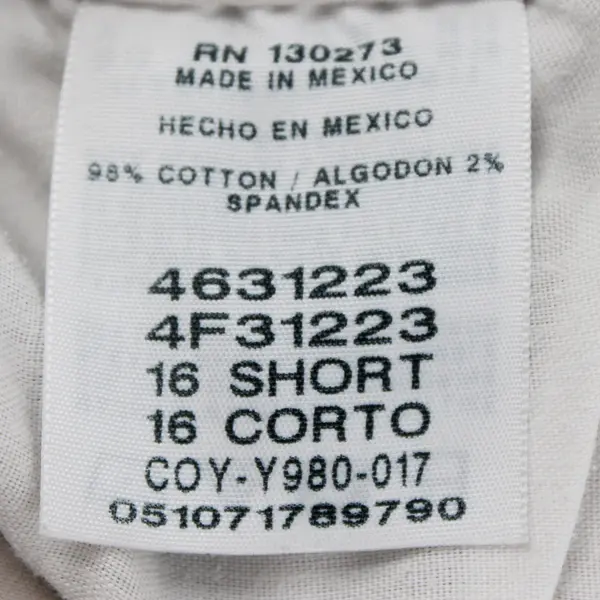 RN 130273
MADE IN MEXICO
HECHO EN MEXICO
98% COTTON / ALGODON 2%
SPANDEX
4631223
4F31223
16 SHORT
16 CORTO
COY-Y980-017
051071789790